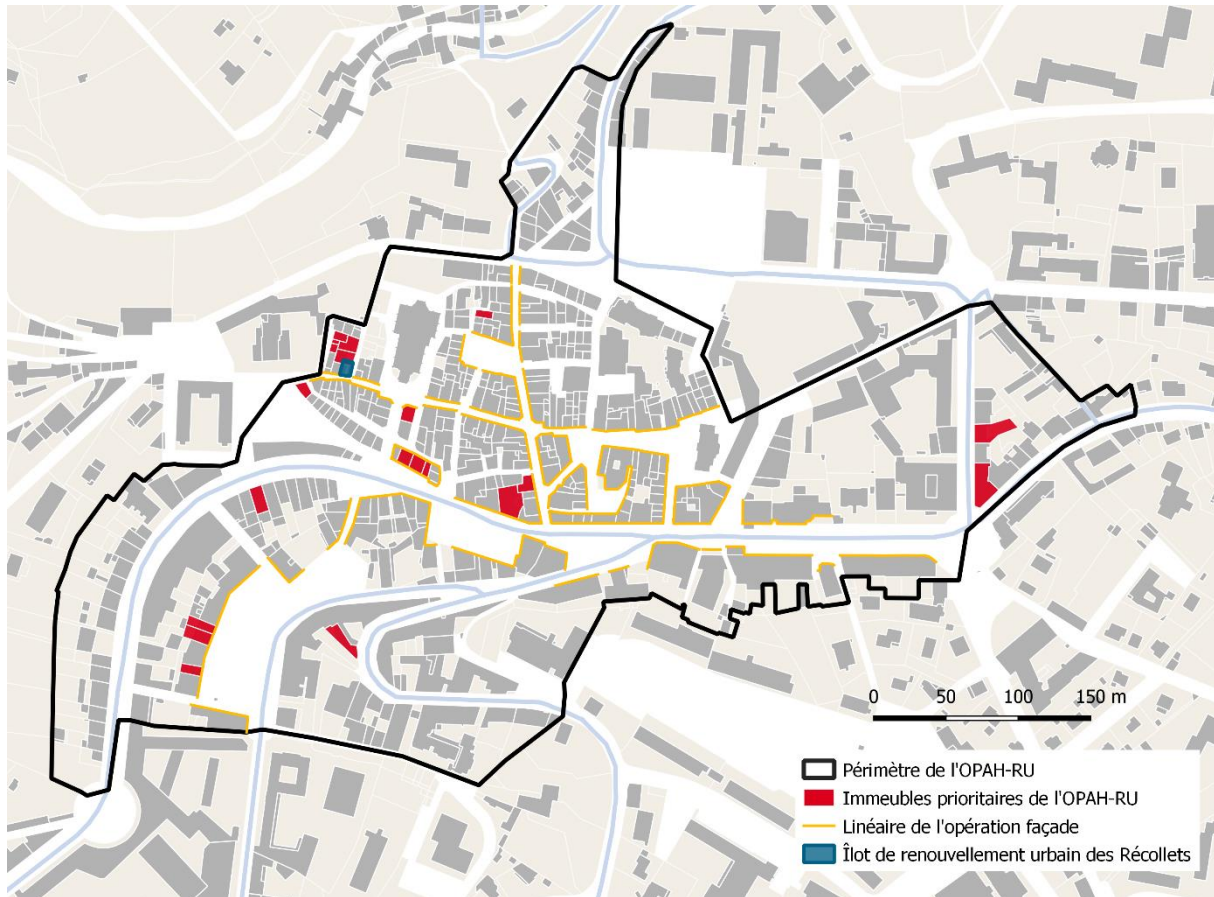 0 50 100 150 m
Périmètre de l'OPAH-RU
Immeubles prioritaires de l'OPAH-RU
Linéaire de l'opération façade
Îlot de renouvellement urbain des Récollets